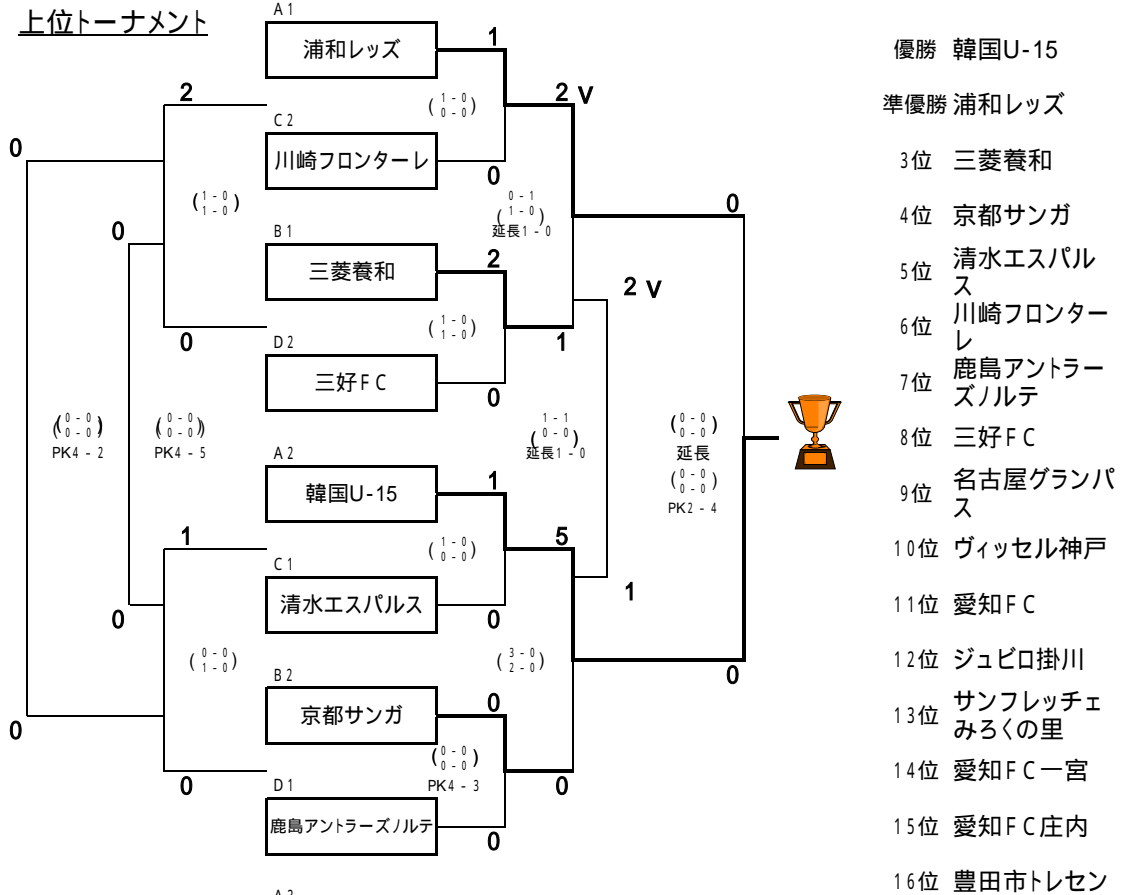 上位トーナメント
A1
浦和レッズ
1
2
(1-0
0-0)
2 V
C2
0
川崎フロンターレ
0
(1-0
1-0)
0-1
(1-0)
延長1-0
0
0
B1
三菱養和
2
2 V
(1-0
1-0)
0
D2
1
三好FC
0
(0-0
0-0)
PK4-2
(0-0
0-0)
PK4-5
1-1
(0-0)
延長1-0
(0-0
0-0)
延長
(0-0
0-0)
PK2-4
A2
韓国U-15
1
1
5
(1-0
0-0)
C1
清水エスパルス
0
1
0
(0-0
1-0)
(3-0
2-0)
0
B2
京都サンガ
0
0
(0-0
0-0)
PK4-3
0
D1
0
鹿島アントラーズノルテ
0
優勝 韓国U-15
準優勝 浦和レッズ
3位 三菱養和
4位 京都サンガ
5位 清水エスパル
ス
6位 川崎フロンター
レ
7位 鹿島アントラー
ズノルテ
8位 三好FC
9位 名古屋グランパ
ス
10位 ヴィッセル神戸
11位 愛知FC
12位 ジュビロ掛川
13位 サンフレッチェ
みろくの里
14位 愛知FC一宮
15位 愛知FC庄内
16位 豊田市トレセン